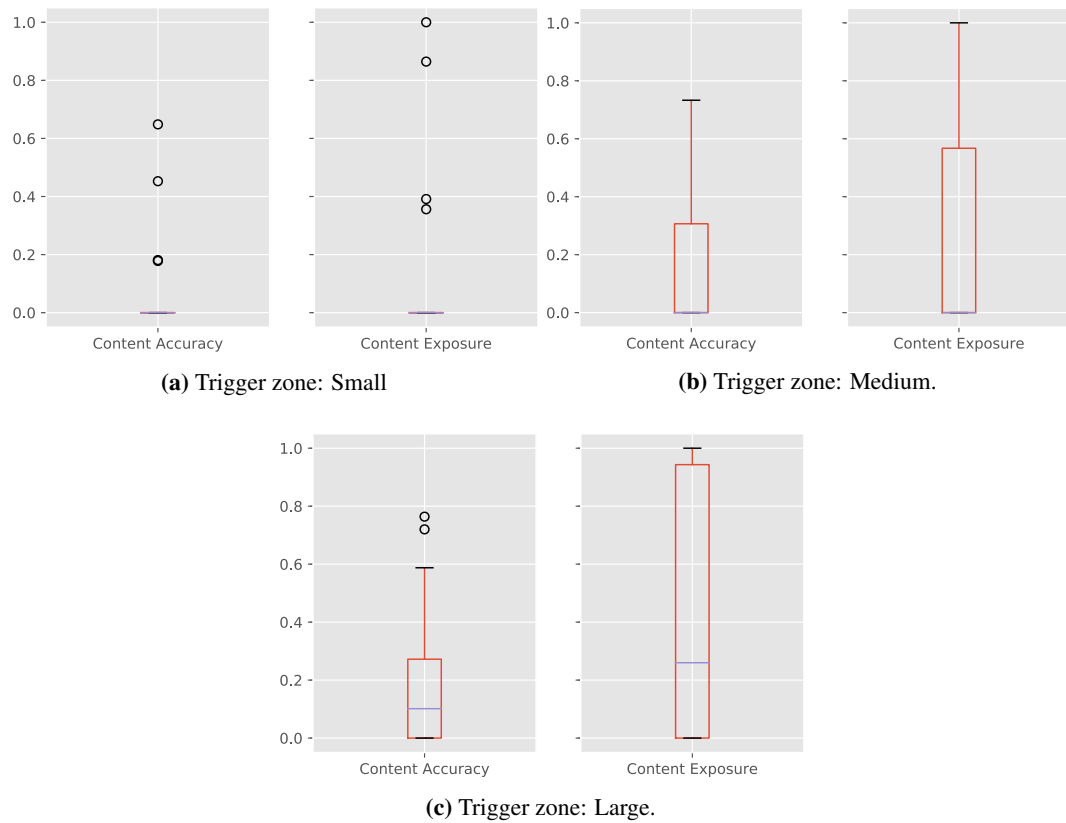 1.0
0.8
0.6
0.4
0.2
0.0
Content Accuracy
Content Exposure
(a) Trigger zone: Small
1.0
0.8
0.6
0.4
0.2
0.0
Content Accuracy
Content Exposure
(b) Trigger zone: Medium.
1.0
0.8
0.6
0.4
0.2
0.0
Content Accuracy
Content Exposure
(c) Trigger zone: Large.